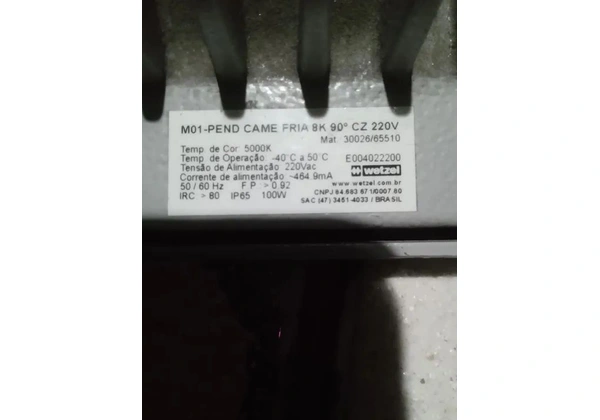 M01-PEND CAME FRIA 8K 90° CZ 220V
Mat. 30026/65510
Temp. de Cor: 5000K
Temp. de Operação: -40°C a 50°C
E004022200
Tensão de Alimentação: 220Vac
wetzel
Corrente de alimentação: ~464.9mA
www.wetzel.com.br
50 / 60 Hz F.P. > 0.92
CNPJ 84.683.671/0007.80
IRC > 80 IP65 100W
SAC (47) 3451-4033 / BRASIL